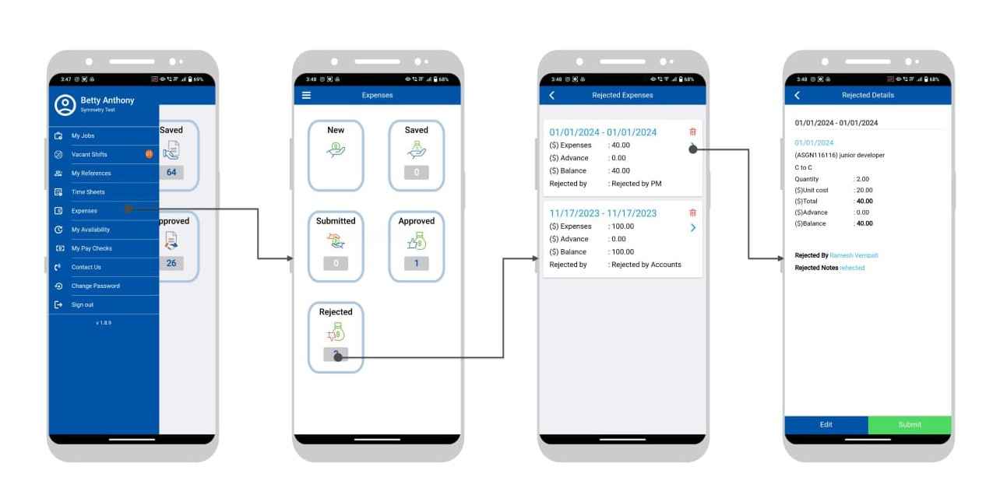 3:47
69%
Betty Anthony
Symmetry Test
My Jobs
Vacant Shifts 01
My References
Time Sheets
Expenses
My Availability
My Pay Checks
Contact Us
Change Password
Sign out
v 1.8.9
Saved
64
pproved
26
3:48
68%
Expenses
New
Saved
0
Submitted
0
Approved
1
Rejected
3:48
68%
Rejected Expenses
01/01/2024 - 01/01/2024
($) Expenses : 40.00
($) Advance : 0.00
($) Balance : 40.00
Rejected by : Rejected by PM
11/17/2023 - 11/17/2023
($) Expenses : 100.00
($) Advance : 0.00
($) Balance : 100.00
Rejected by : Rejected by Accounts
3:48
68%
Rejected Details
01/01/2024 - 01/01/2024
01/01/2024
(ASGN116116) junior developer
C to C
Quantity : 2.00
($)Unit cost : 20.00
($)Total : 40.00
($)Advance : 0.00
($)Balance : 40.00
Rejected By Ramesh Vempati
Rejected Notes rehected
Edit
Submit